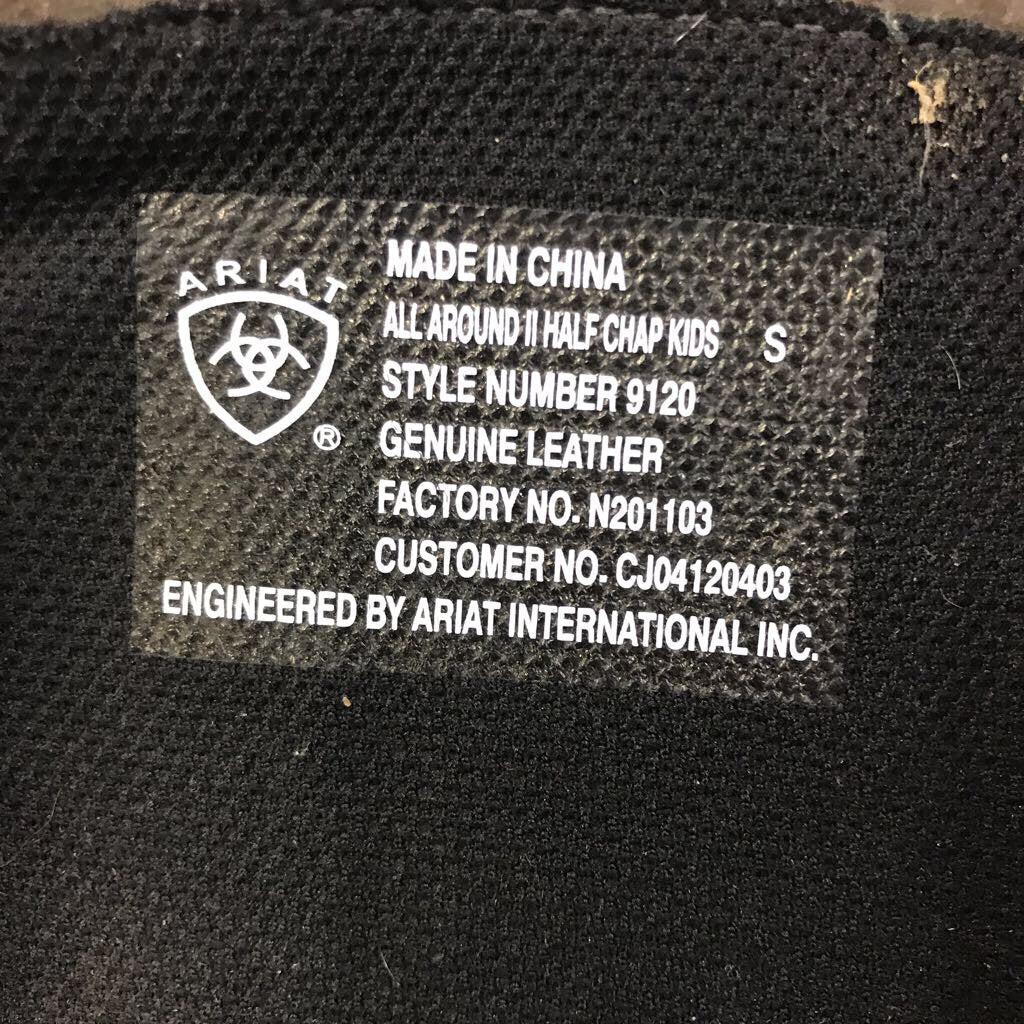 ARIAT
®
MADE IN CHINA
ALL AROUND II HALF CHAP KIDS S
STYLE NUMBER 9120
GENUINE LEATHER
FACTORY NO. N201103
CUSTOMER NO. CJ04120403
ENGINEERED BY ARIAT INTERNATIONAL INC.